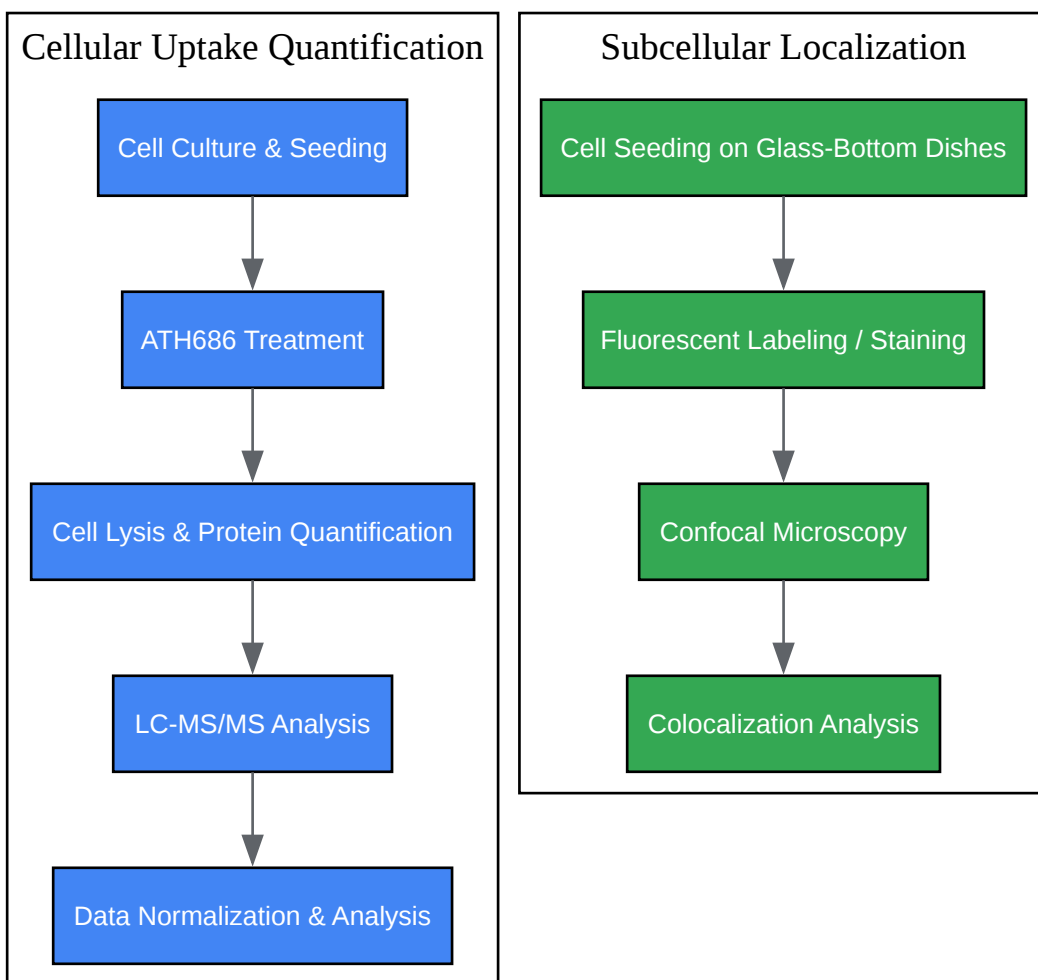 Cellular Uptake Quantification
Cell Culture & Seeding
ATH686 Treatment
Cell Lysis & Protein Quantification
LC-MS/MS Analysis
Data Normalization & Analysis
Subcellular Localization
Cell Seeding on Glass-Bottom Dishes
Fluorescent Labeling / Staining
Confocal Microscopy
Colocalization Analysis